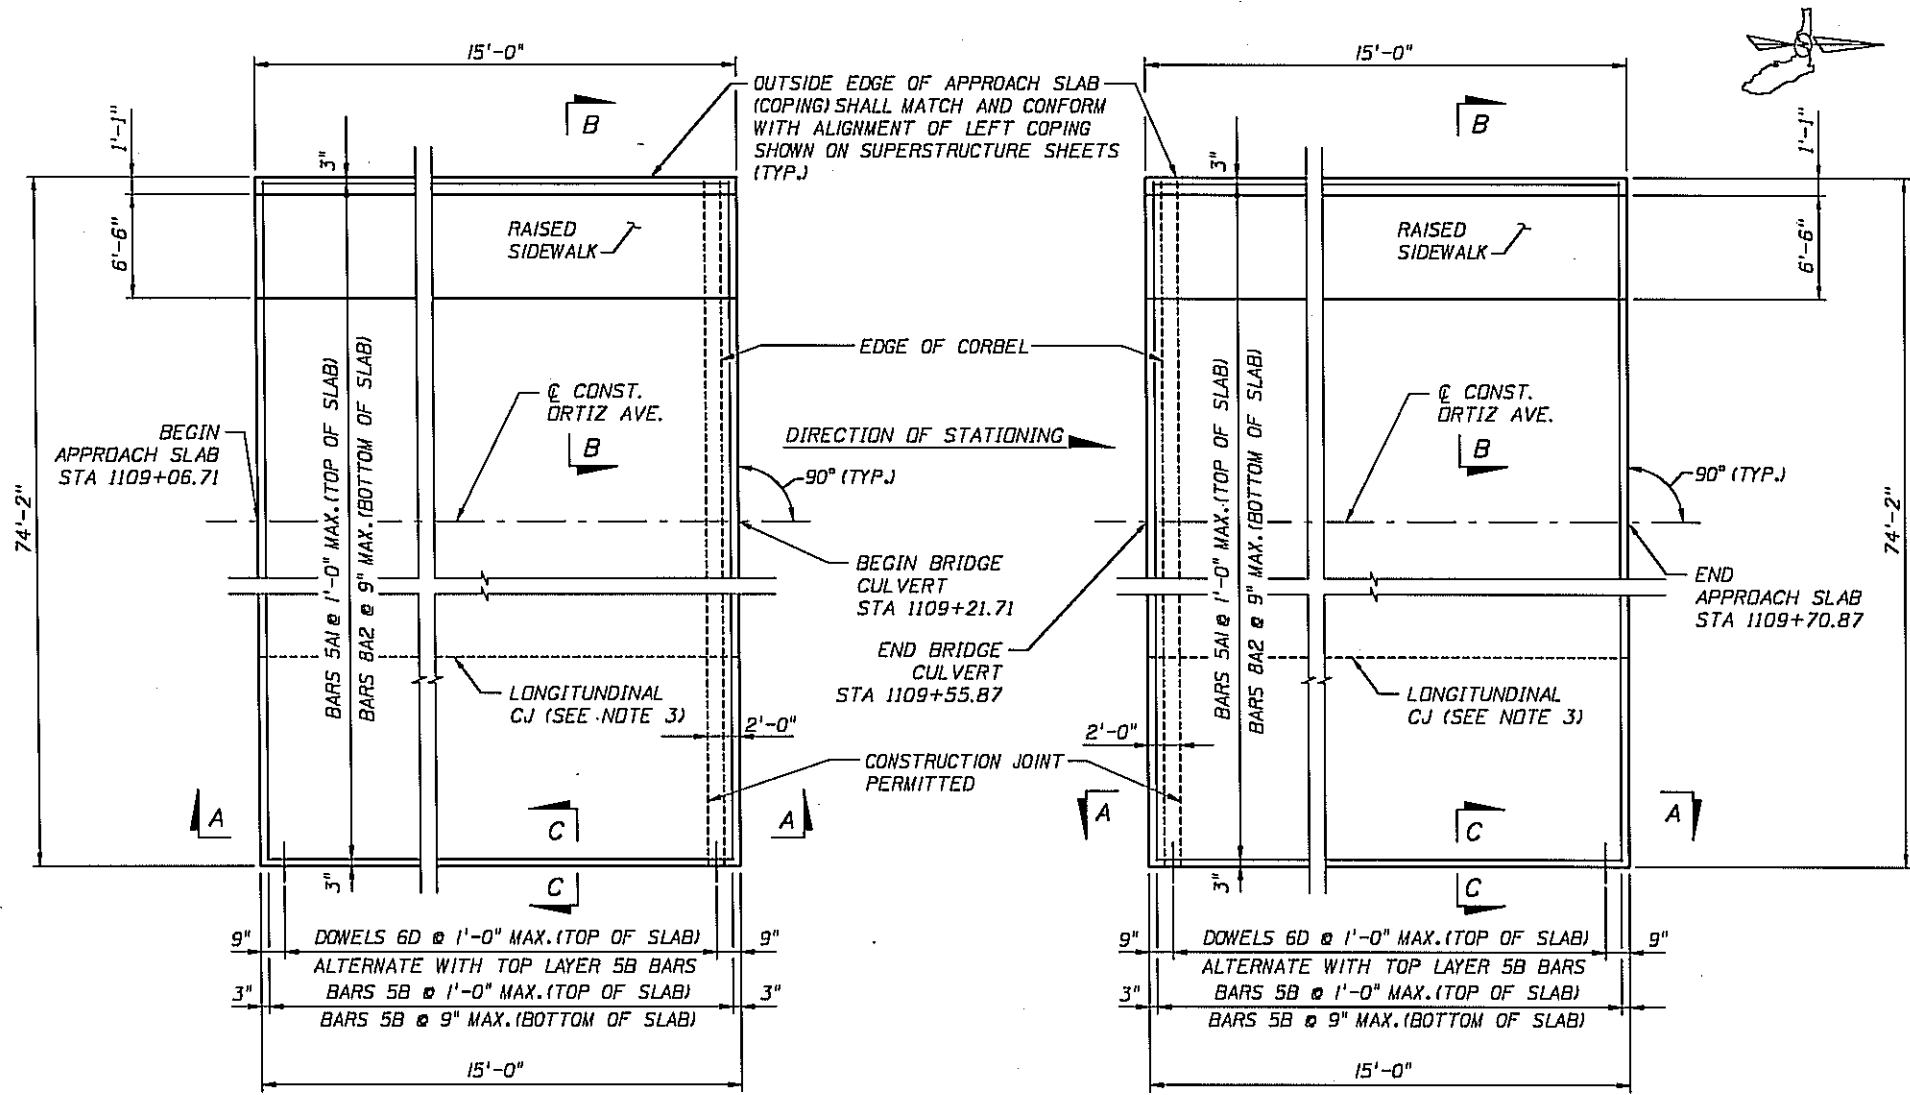 15'-0"
15'-0"
OUTSIDE EDGE OF APPROACH SLAB
(COPING) SHALL MATCH AND CONFORM
WITH ALIGNMENT OF LEFT COPING
SHOWN ON SUPERSTRUCTURE SHEETS
(TYP.)
B
B
1'-1"
3"
3"
1'-1"
6'-6"
RAISED
SIDEWALK
RAISED
SIDEWALK
6'-6"
EDGE OF CORBEL
BARS 5A1 @ 1'-0" MAX. (TOP OF SLAB)
BARS 8A2 @ 9" MAX. (BOTTOM OF SLAB)
BARS 5A1 @ 1'-0" MAX. (TOP OF SLAB)
BARS 8A2 @ 9" MAX. (BOTTOM OF SLAB)
℄ CONST.
ORTIZ AVE.
℄ CONST.
ORTIZ AVE.
BEGIN
APPROACH SLAB
STA 1109+06.71
B
DIRECTION OF STATIONING
B
90° (TYP.)
90° (TYP.)
74'-2"
74'-2"
BEGIN BRIDGE
CULVERT
STA 1109+21.71
END
APPROACH SLAB
STA 1109+70.87
END BRIDGE
CULVERT
STA 1109+55.87
LONGITUNDINAL
CJ (SEE NOTE 3)
LONGITUNDINAL
CJ (SEE NOTE 3)
2'-0"
2'-0"
CONSTRUCTION JOINT
PERMITTED
A
C
A
A
C
A
3"
C
3"
C
9"
DOWELS 6D @ 1'-0" MAX. (TOP OF SLAB)
9"
ALTERNATE WITH TOP LAYER 5B BARS
3"
BARS 5B @ 1'-0" MAX. (TOP OF SLAB)
3"
BARS 5B @ 9" MAX. (BOTTOM OF SLAB)
9"
DOWELS 6D @ 1'-0" MAX. (TOP OF SLAB)
9"
ALTERNATE WITH TOP LAYER 5B BARS
3"
BARS 5B @ 1'-0" MAX. (TOP OF SLAB)
3"
BARS 5B @ 9" MAX. (BOTTOM OF SLAB)
15'-0"
15'-0"